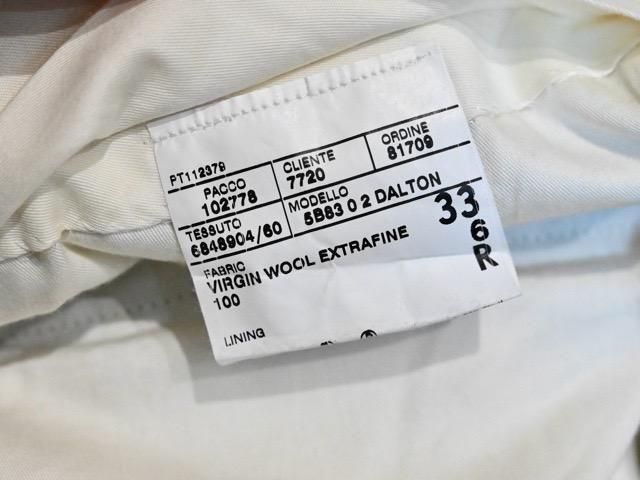 PT112379
PACCO
102778
CLIENTE
7720
ORDINE
81709
TESSUTO
6848904/60
MODELLO
5B63 0 2 DALTON
33
6
R
FABRIC
VIRGIN WOOL EXTRAFINE
100
LINING